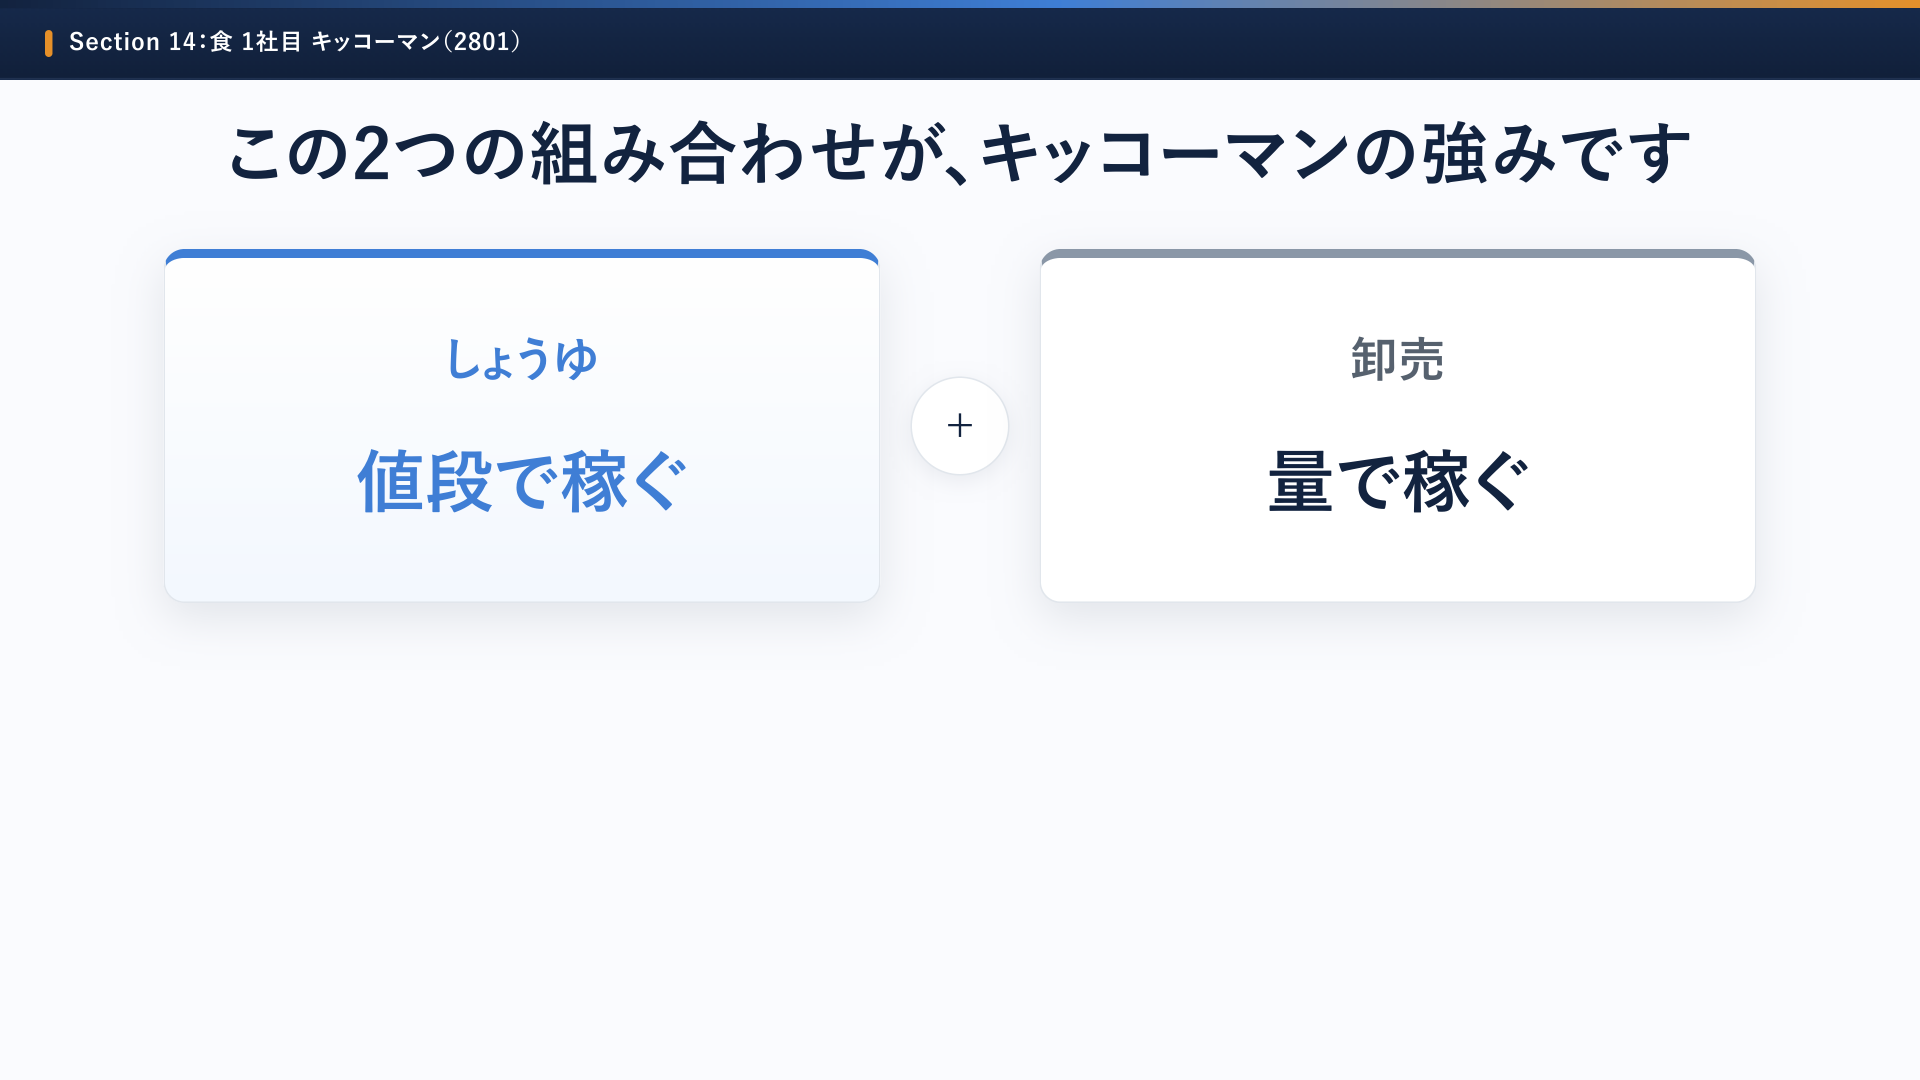 Section 14：食 1社目 キッコーマン（2801）
この2つの組み合わせが、キッコーマンの強みです
しょうゆ
値段で稼ぐ
＋
卸売
量で稼ぐ